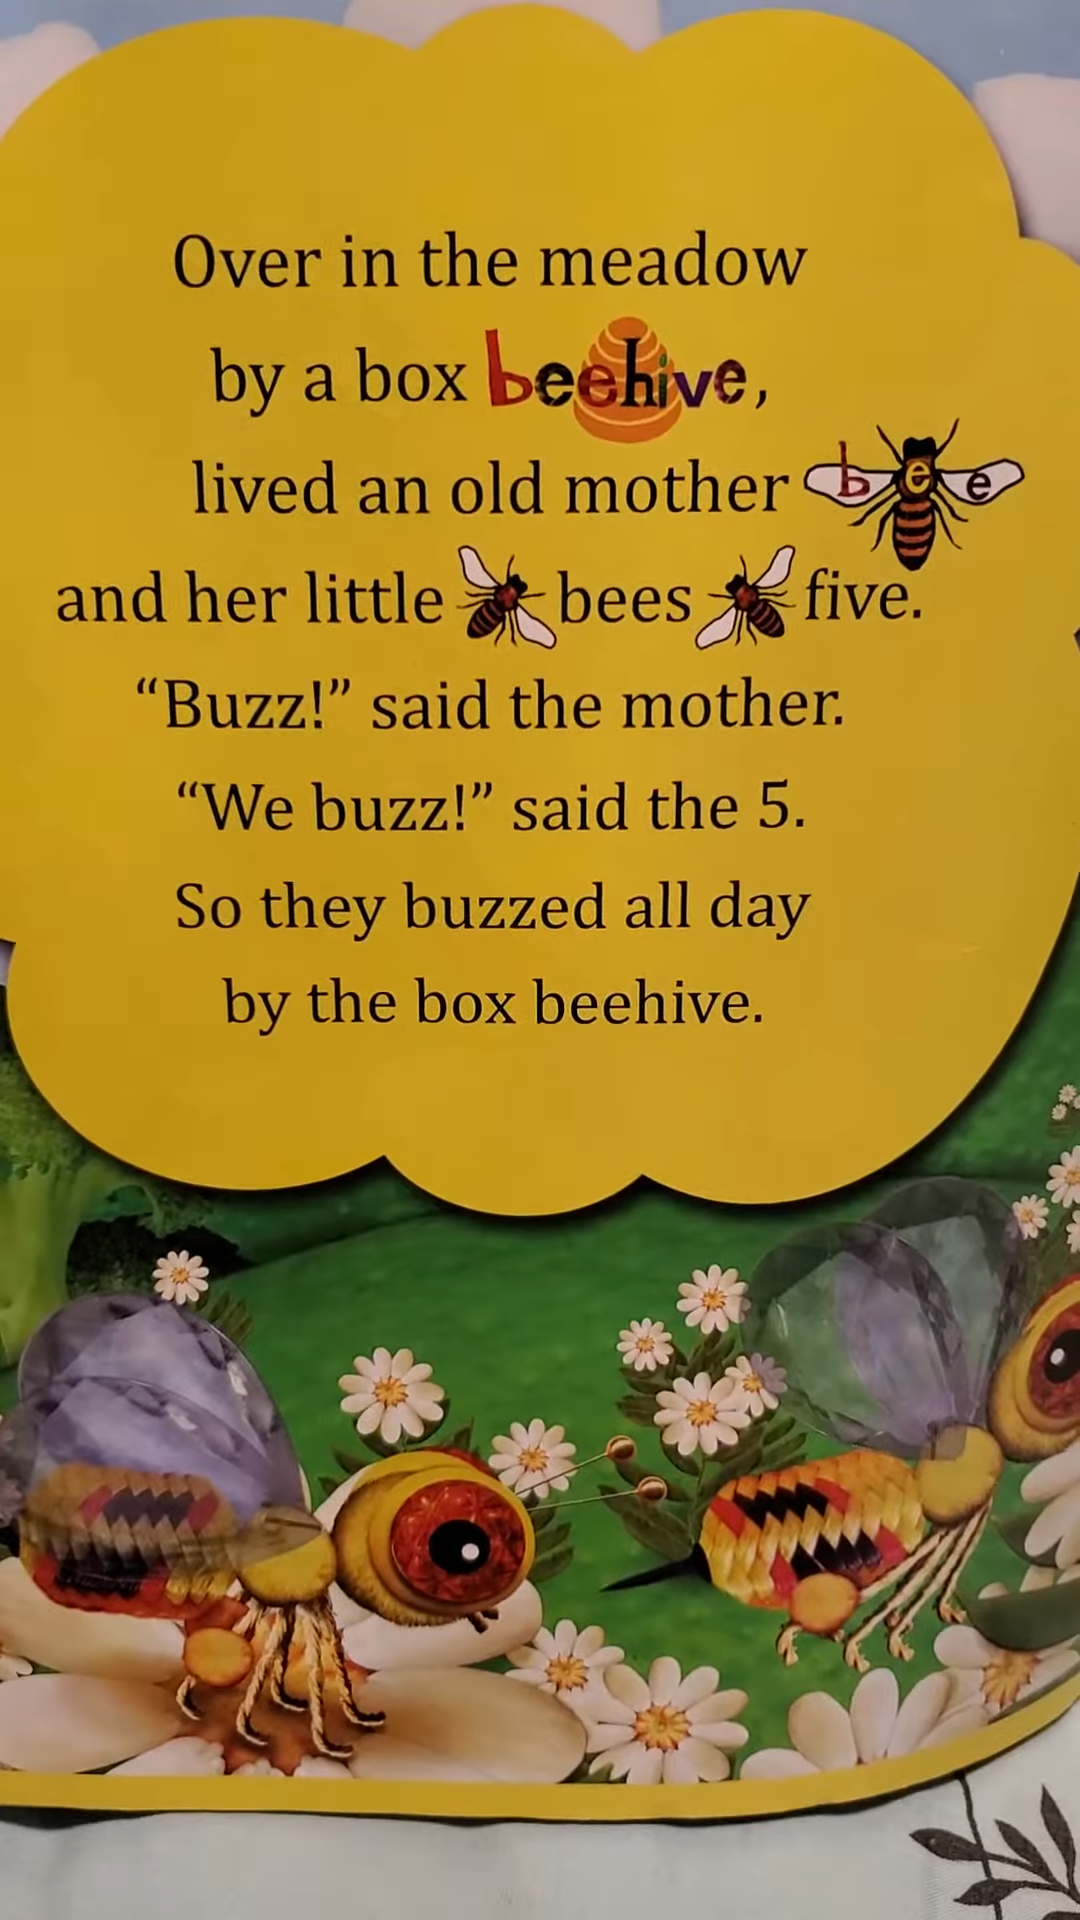 Over in the meadow
by a box beehive,
lived an old mother bee
and her little bees five.
“Buzz!” said the mother.
“We buzz!” said the 5.
So they buzzed all day
by the box beehive.